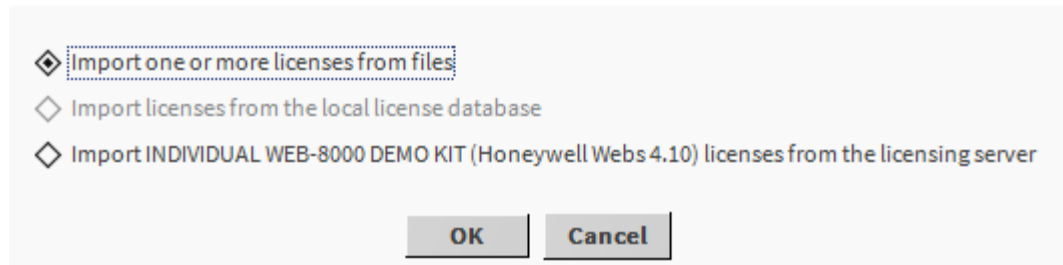 Import one or more licenses from files
Import licenses from the local license database
Import INDIVIDUAL WEB-8000 DEMO KIT (Honeywell Webs 4.10) licenses from the licensing server
OK Cancel